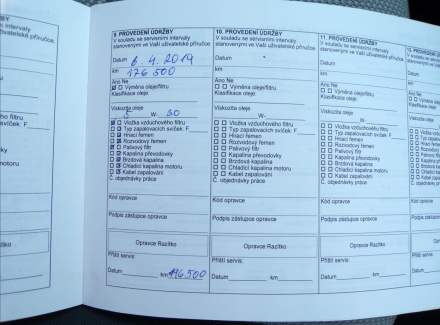 9. PROVEDENÍ ÚDRŽBY
V souladu se servisními intervaly
stanovenými ve Vaší uživatelské příručce.
Datum 6.4.2014
km 176 500
Ano Ne
Výměna oleje/filtru
Klasifikace oleje:
Viskozita oleje
5 W- 30
Vložka vzduchového filtru
Typ zapalovacích svíček: F
Hnací řemen
Rozvodový řemen
Palivový filtr
Kapalina převodovky
Brzdová kapalina
Chladicí kapalina motoru
Kabel zapalování
Č. objednávky práce
Kód opravce
Podpis zástupce opravce
Opravce Razítko
Příští servis:
Datum km 196 500
10. PROVEDENÍ ÚDRŽBY
V souladu se servisními intervaly
stanovenými ve Vaší uživatelské příručce.
Datum
km
Ano Ne
Výměna oleje/filtru
Klasifikace oleje:
Viskozita oleje
W-
Vložka vzduchového filtru
Typ zapalovacích svíček: F
Hnací řemen
Rozvodový řemen
Palivový filtr
Kapalina převodovky
Brzdová kapalina
Chladicí kapalina motoru
Kabel zapalování
Č. objednávky práce
Kód opravce
Podpis zástupce opravce
Opravce Razítko
Příští servis:
Datum km
11. PROVEDENÍ ÚDRŽBY
V souladu se servisními intervaly
stanovenými ve Vaší uživatelské příručce.
Datum
km
Ano Ne
Výměna oleje/filtru
Klasifikace oleje:
Viskozita oleje
W-
Vložka vzduchového filtru
Typ zapalovacích svíček: F
Hnací řemen
Rozvodový řemen
Palivový filtr
Kapalina převodovky
Brzdová kapalina
Chladicí kapalina motoru
Kabel zapalování
Č. objednávky práce
Kód opravce
Podpis zástupce opravce
Opravce Razítko
Příští servis:
Datum km